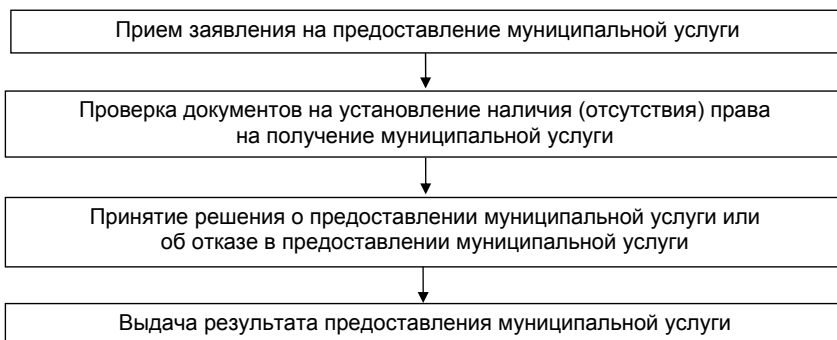 Прием заявления на предоставление муниципальной услуги
Проверка документов на установление наличия (отсутствия) права
на получение муниципальной услуги
Принятие решения о предоставлении муниципальной услуги или
об отказе в предоставлении муниципальной услуги
Выдача результата предоставления муниципальной услуги